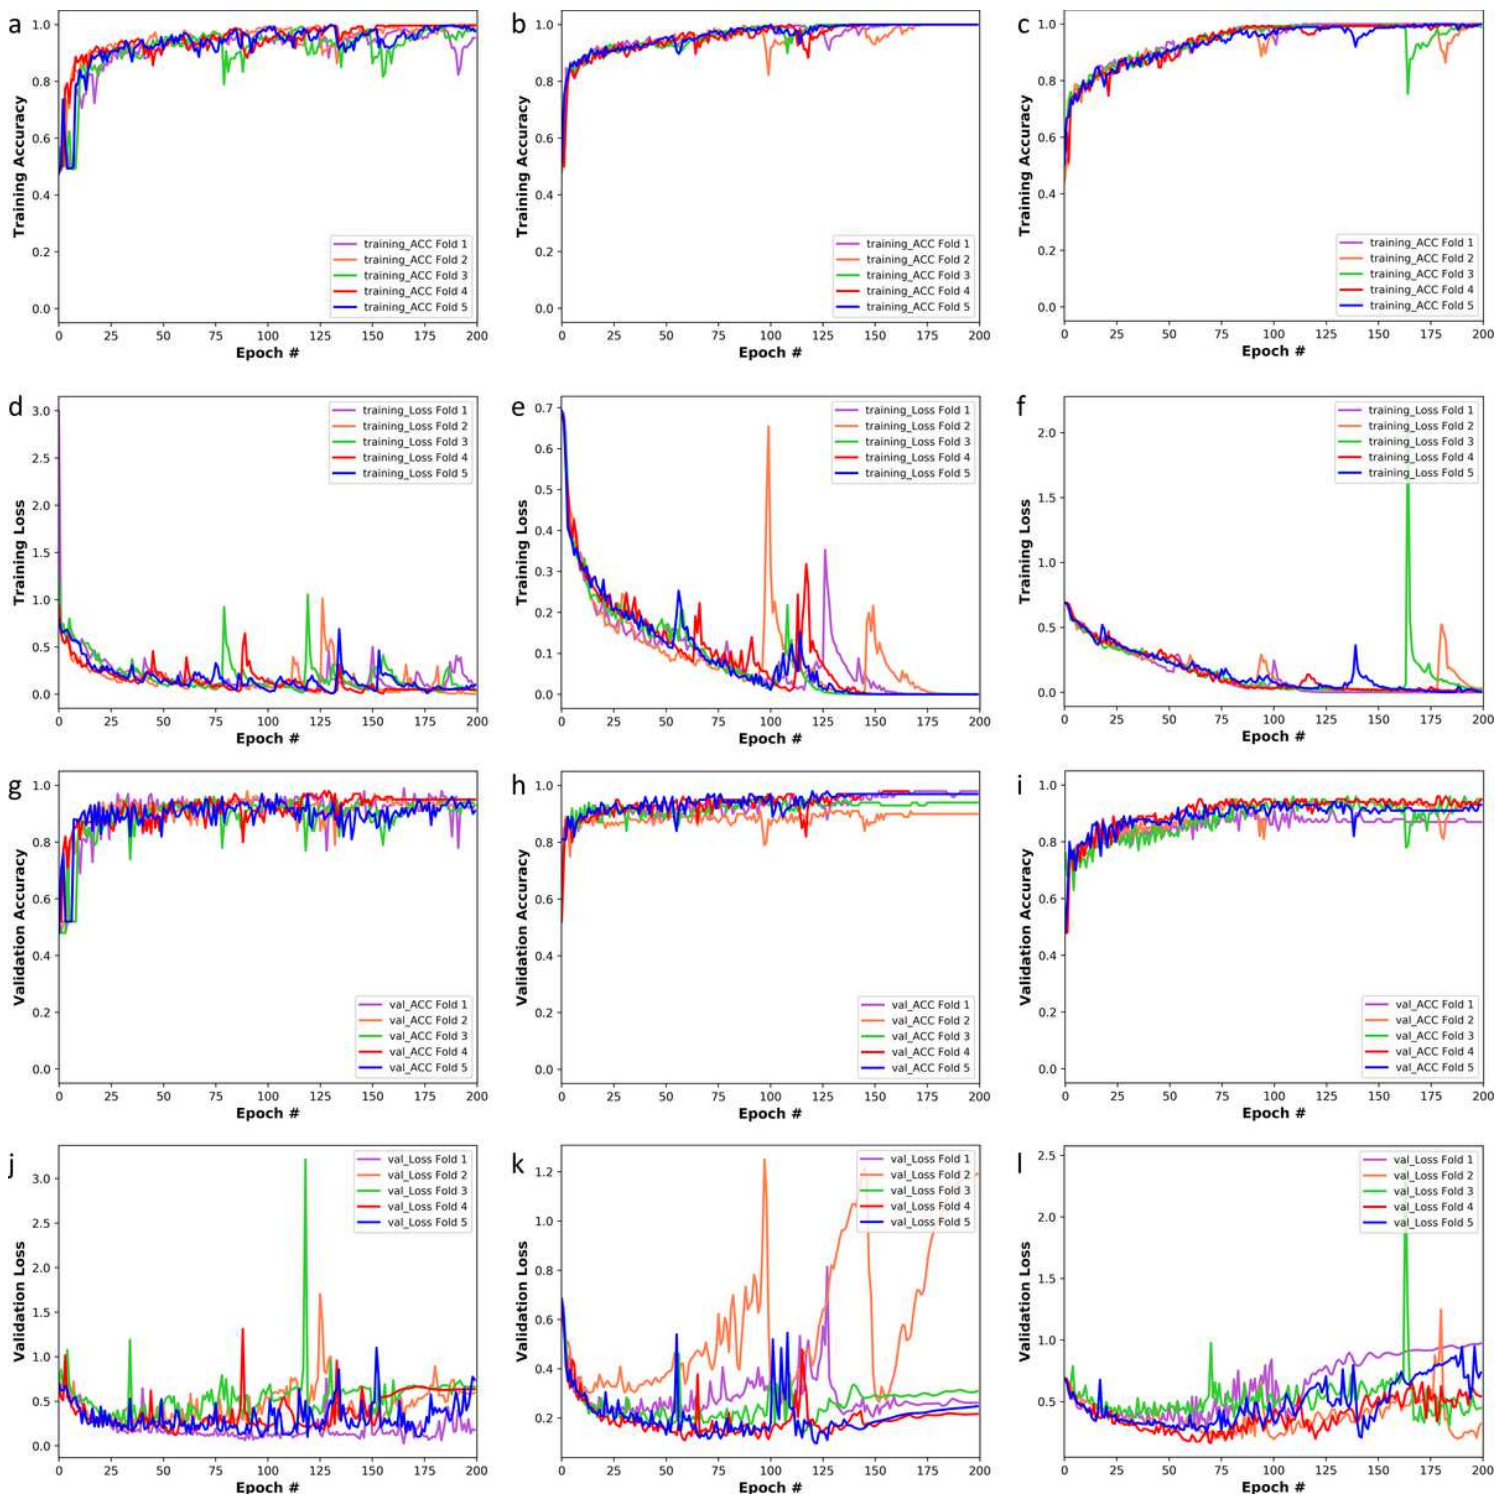 a
1.0
0.8
0.6
0.4
0.2
0.0
Training Accuracy
training_ACC Fold 1
training_ACC Fold 2
training_ACC Fold 3
training_ACC Fold 4
training_ACC Fold 5
0 25 50 75 100 125 150 175 200
Epoch #
b
1.0
0.8
0.6
0.4
0.2
0.0
Training Accuracy
training_ACC Fold 1
training_ACC Fold 2
training_ACC Fold 3
training_ACC Fold 4
training_ACC Fold 5
0 25 50 75 100 125 150 175 200
Epoch #
c
1.0
0.8
0.6
0.4
0.2
0.0
Training Accuracy
training_ACC Fold 1
training_ACC Fold 2
training_ACC Fold 3
training_ACC Fold 4
training_ACC Fold 5
0 25 50 75 100 125 150 175 200
Epoch #
d
3.0
2.5
2.0
1.5
1.0
0.5
0.0
Training Loss
training_Loss Fold 1
training_Loss Fold 2
training_Loss Fold 3
training_Loss Fold 4
training_Loss Fold 5
0 25 50 75 100 125 150 175 200
Epoch #
e
0.7
0.6
0.5
0.4
0.3
0.2
0.1
0.0
Training Loss
training_Loss Fold 1
training_Loss Fold 2
training_Loss Fold 3
training_Loss Fold 4
training_Loss Fold 5
0 25 50 75 100 125 150 175 200
Epoch #
f
2.0
1.5
1.0
0.5
0.0
Training Loss
training_Loss Fold 1
training_Loss Fold 2
training_Loss Fold 3
training_Loss Fold 4
training_Loss Fold 5
0 25 50 75 100 125 150 175 200
Epoch #
g
1.0
0.8
0.6
0.4
0.2
0.0
Validation Accuracy
val_ACC Fold 1
val_ACC Fold 2
val_ACC Fold 3
val_ACC Fold 4
val_ACC Fold 5
0 25 50 75 100 125 150 175 200
Epoch #
h
1.0
0.8
0.6
0.4
0.2
0.0
Validation Accuracy
val_ACC Fold 1
val_ACC Fold 2
val_ACC Fold 3
val_ACC Fold 4
val_ACC Fold 5
0 25 50 75 100 125 150 175 200
Epoch #
i
1.0
0.8
0.6
0.4
0.2
0.0
Validation Accuracy
val_ACC Fold 1
val_ACC Fold 2
val_ACC Fold 3
val_ACC Fold 4
val_ACC Fold 5
0 25 50 75 100 125 150 175 200
Epoch #
j
3.0
2.5
2.0
1.5
1.0
0.5
0.0
Validation Loss
val_Loss Fold 1
val_Loss Fold 2
val_Loss Fold 3
val_Loss Fold 4
val_Loss Fold 5
0 25 50 75 100 125 150 175 200
Epoch #
k
1.2
1.0
0.8
0.6
0.4
0.2
Validation Loss
val_Loss Fold 1
val_Loss Fold 2
val_Loss Fold 3
val_Loss Fold 4
val_Loss Fold 5
0 25 50 75 100 125 150 175 200
Epoch #
l
2.5
2.0
1.5
1.0
0.5
Validation Loss
val_Loss Fold 1
val_Loss Fold 2
val_Loss Fold 3
val_Loss Fold 4
val_Loss Fold 5
0 25 50 75 100 125 150 175 200
Epoch #